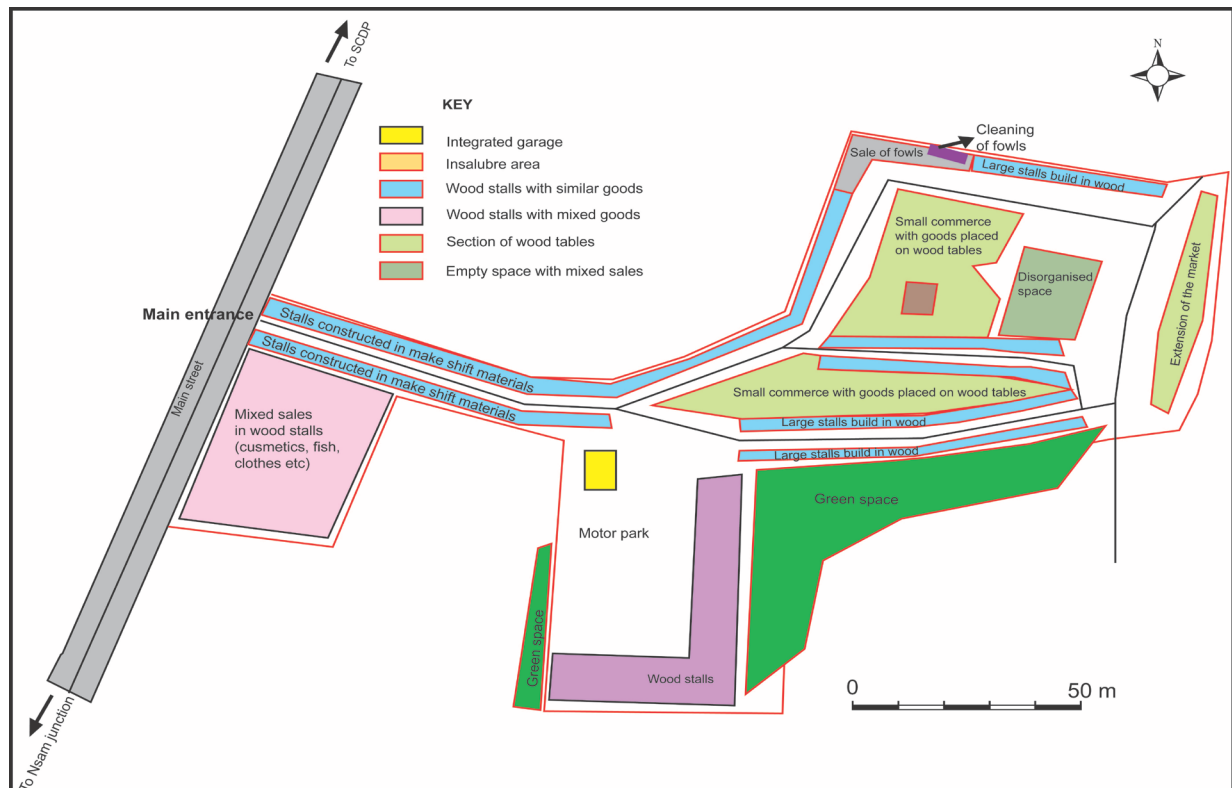 To SCDP
N
KEY
Integrated garage
Insalubre area
Wood stalls with similar goods
Wood stalls with mixed goods
Section of wood tables
Empty space with mixed sales
Cleaning
of fowls
Sale of fowls
Large stalls build in wood
Small commerce
with goods placed
on wood tables
Disorganised
space
Extension of the market
Main entrance
Stalls constructed in make shift materials
Stalls constructed in make shift materials
Main street
Mixed sales
in wood stalls
(cusmetics, fish,
clothes etc)
Small commerce with goods placed on wood tables
Large stalls build in wood
Large stalls build in wood
Green space
Motor park
Green space
Wood stalls
0
50 m
To Nsam junction